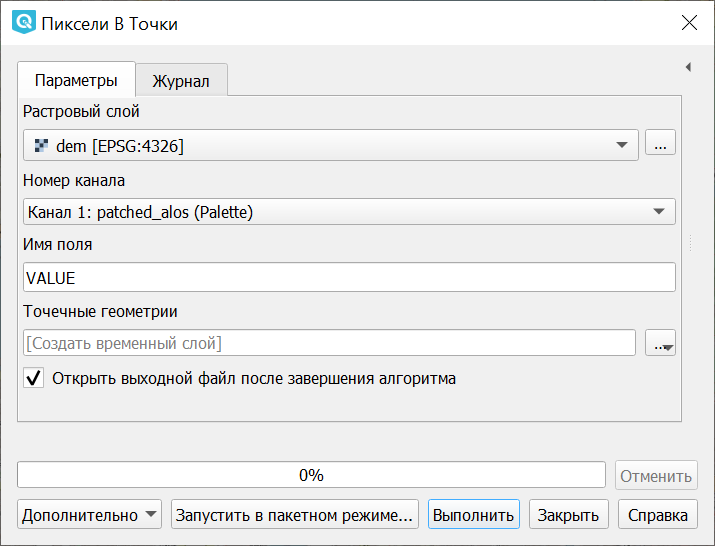 Пиксели В Точки
Параметры
Журнал
Растровый слой
dem [EPSG:4326]
...
Номер канала
Канал 1: patched_alos (Palette)
Имя поля
VALUE
Точечные геометрии
[Создать временный слой]
...
Открыть выходной файл после завершения алгоритма
0%
Отменить
Дополнительно
Запустить в пакетном режиме...
Выполнить
Закрыть
Справка